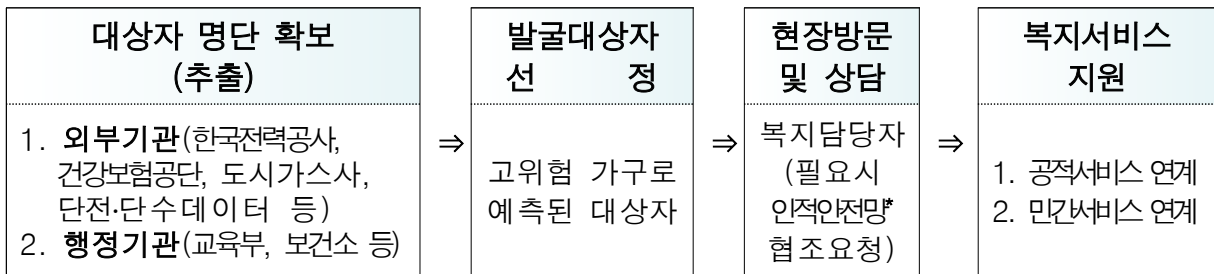 대상자 명단 확보
(추출)
1. 외부기관(한국전력공사,
건강보험공단, 도시가스사,
단전·단수데이터 등)
2. 행정기관(교육부, 보건소 등)
⇒
발굴대상자
선 정
고위험 가구로
예측된 대상자
⇒
현장방문
및 상담
복지담당자
(필요시
인적안전망*
협조요청)
⇒
복지서비스
지원
1. 공적서비스 연계
2. 민간서비스 연계